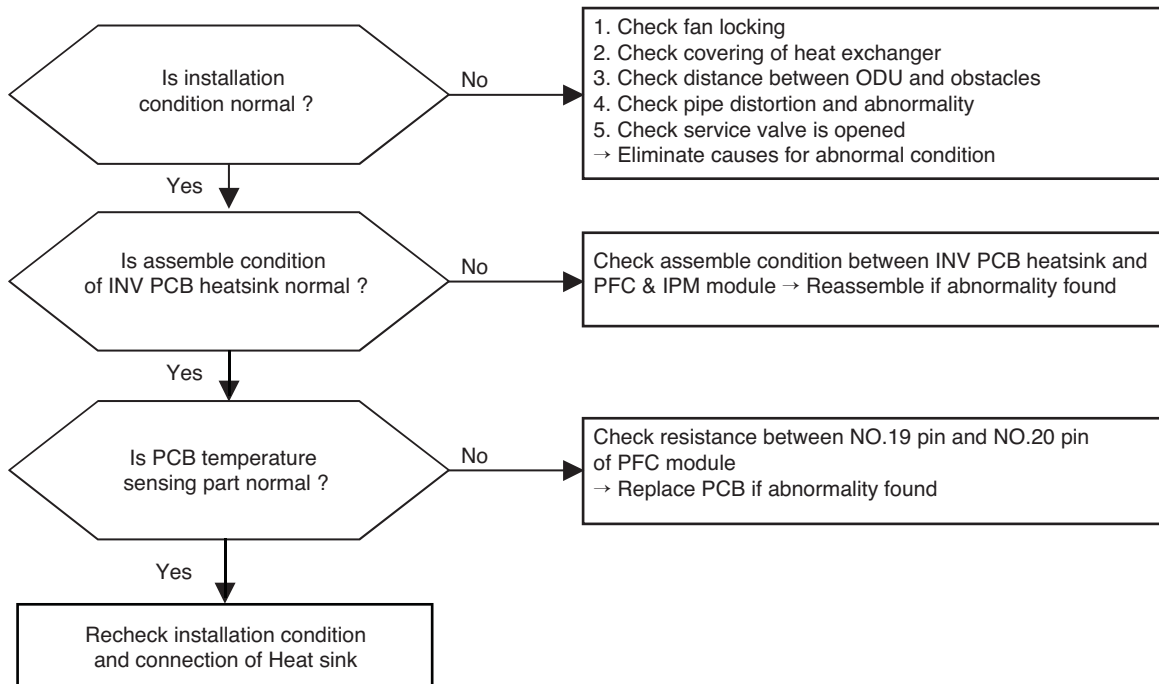 Is installation
condition normal ?
No
1. Check fan locking
2. Check covering of heat exchanger
3. Check distance between ODU and obstacles
4. Check pipe distortion and abnormality
5. Check service valve is opened
→ Eliminate causes for abnormal condition
Yes
Is assemble condition
of INV PCB heatsink normal ?
No
Check assemble condition between INV PCB heatsink and
PFC & IPM module → Reassemble if abnormality found
Yes
Is PCB temperature
sensing part normal ?
No
Check resistance between NO.19 pin and NO.20 pin
of PFC module
→ Replace PCB if abnormality found
Yes
Recheck installation condition
and connection of Heat sink